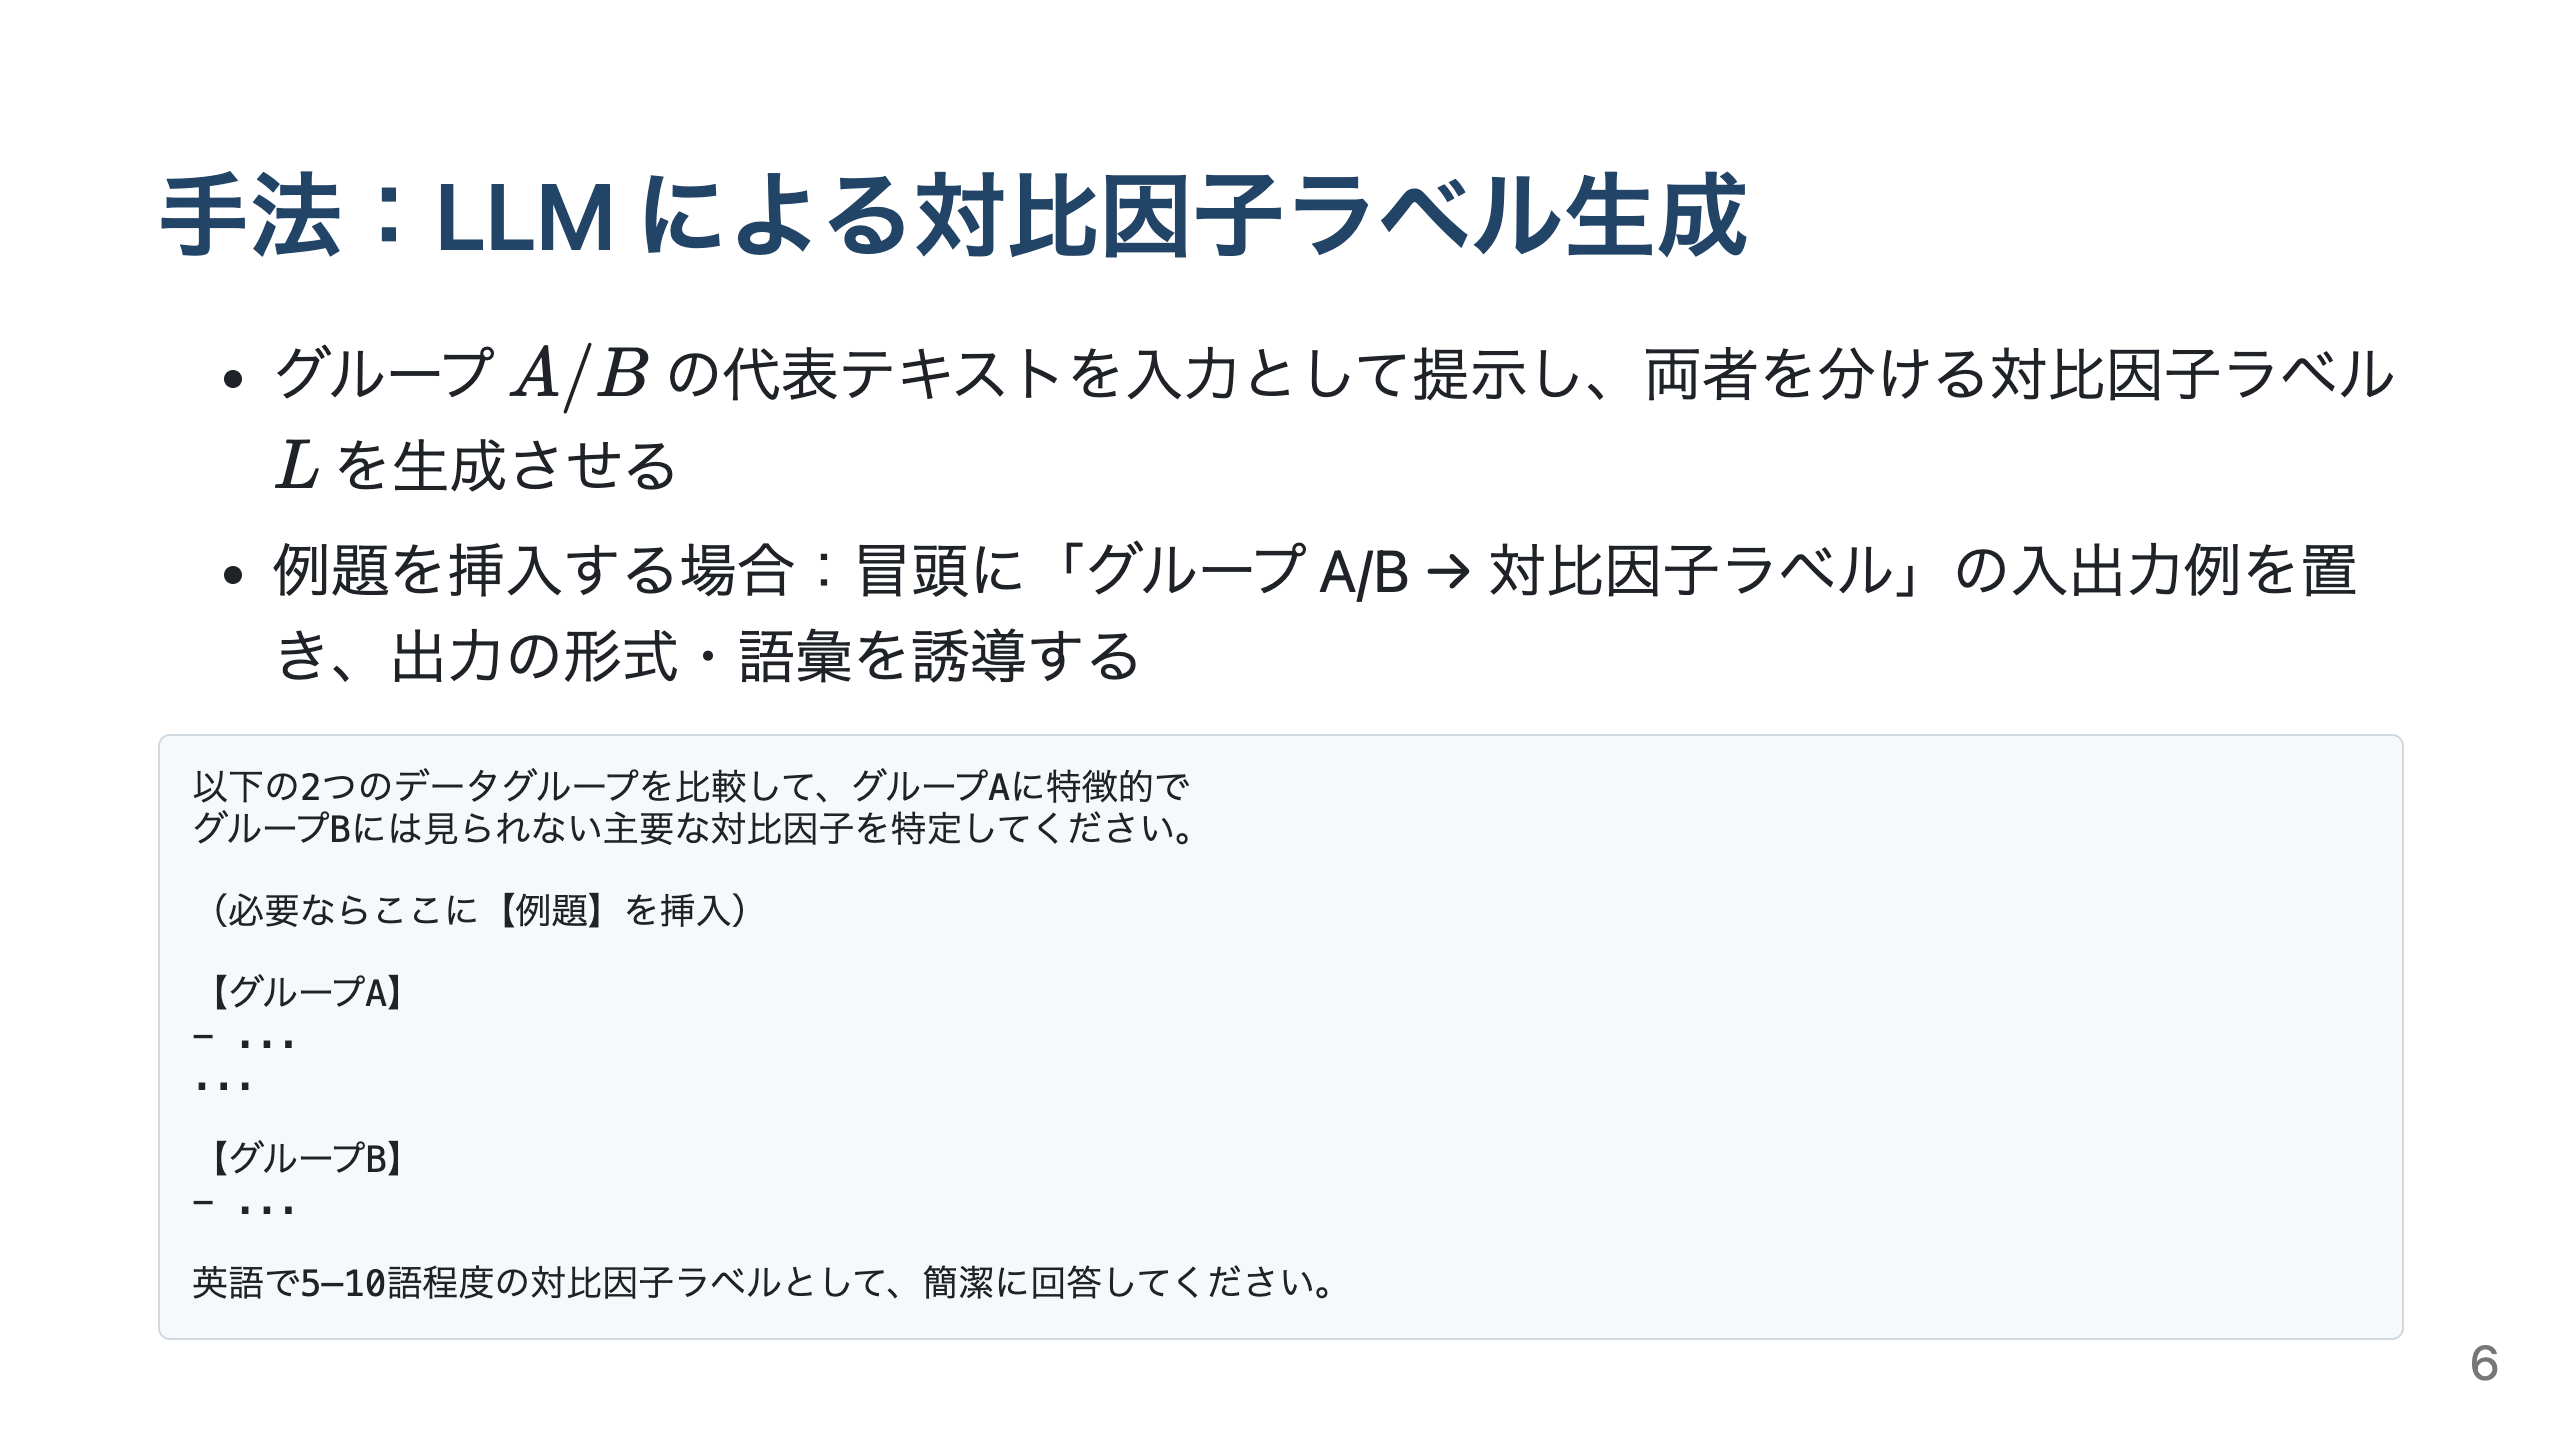 手法：LLM による対比因子ラベル生成
• グループ A/B の代表テキストを入力として提示し、両者を分ける対比因子ラベル
L を生成させる
• 例題を挿入する場合：冒頭に「グループ A/B → 対比因子ラベル」の入出力例を置
き、出力の形式・語彙を誘導する
以下の2つのデータグループを比較して、グループAに特徴的で
グループBには見られない主要な対比因子を特定してください。
（必要ならここに【例題】を挿入）
【グループA】
- ...
...
【グループB】
- ...
英語で5–10語程度の対比因子ラベルとして、簡潔に回答してください。
6